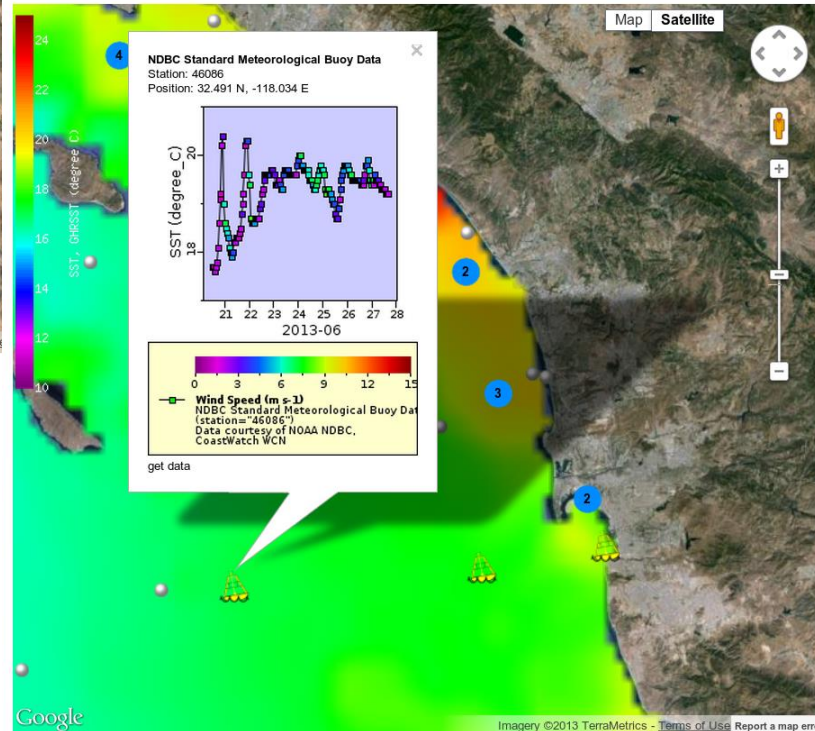 Map Satellite
4
24
22
20
18
16
14
12
10
SST, GHRSST (degree C)
×
NDBC Standard Meteorological Buoy Data
Station: 46086
Position: 32.491 N, -118.034 E
SST (degree_C)
20
18
21 22 23 24 25 26 27 28
2013-06
0 3 6 9 12 15
Wind Speed (m s-1)
NDBC Standard Meteorological Buoy Dat
(station="46086")
Data courtesy of NOAA NDBC,
CoastWatch WCN
get data
2
3
2
Google
Imagery ©2013 TerraMetrics - Terms of Use Report a map erro